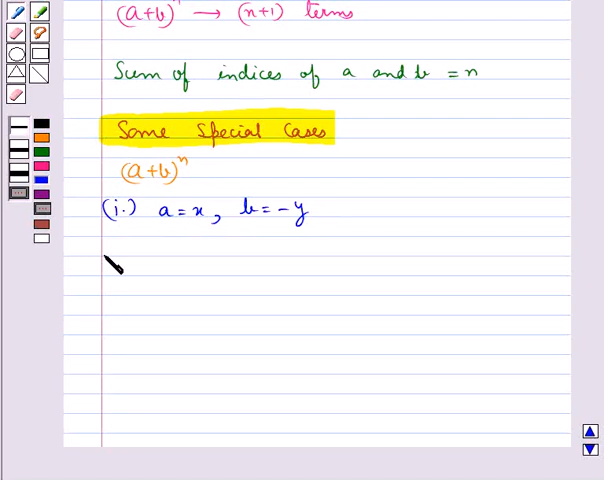 (a+b)^n → (n+1) terms
Sum of indices of a and b = n
Some Special Cases
(a+b)^n
(i.) a = x, b = -y